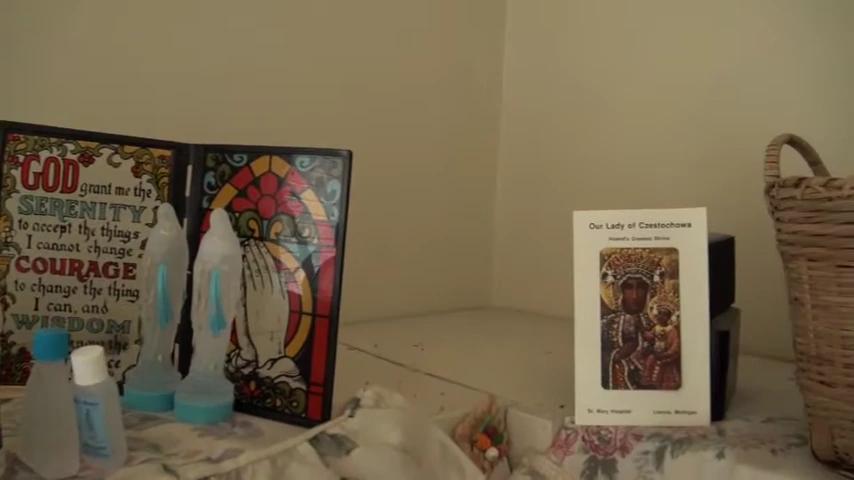 GOD grant me the
SERENITY
to accept the things
I cannot change
COURAGE
to change the things
I can, and
WISDOM
Our Lady of Czestochowa
Poland's Greatest Shrine
St. Mary Hospital
Livonia, Michigan